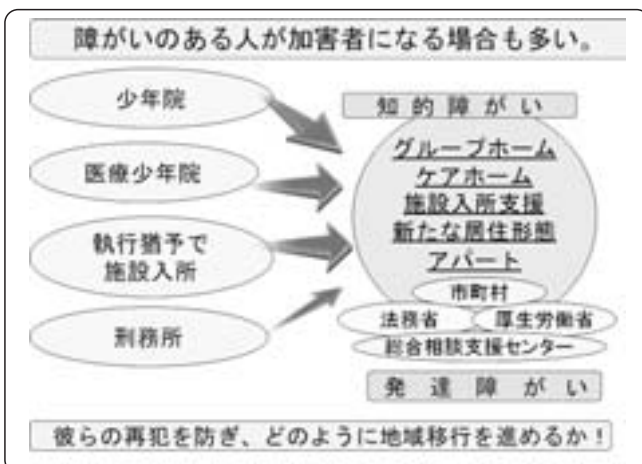 障がいのある人が加害者になる場合も多い。
少年院
医療少年院
執行猶予で
施設入所
刑務所
知的障がい
グループホーム
ケアホーム
施設入所支援
新たな居住形態
アパート
市町村
法務省
厚生労働省
総合相談支援センター
発達障がい
彼らの再犯を防ぎ、どのように地域移行を進めるか！